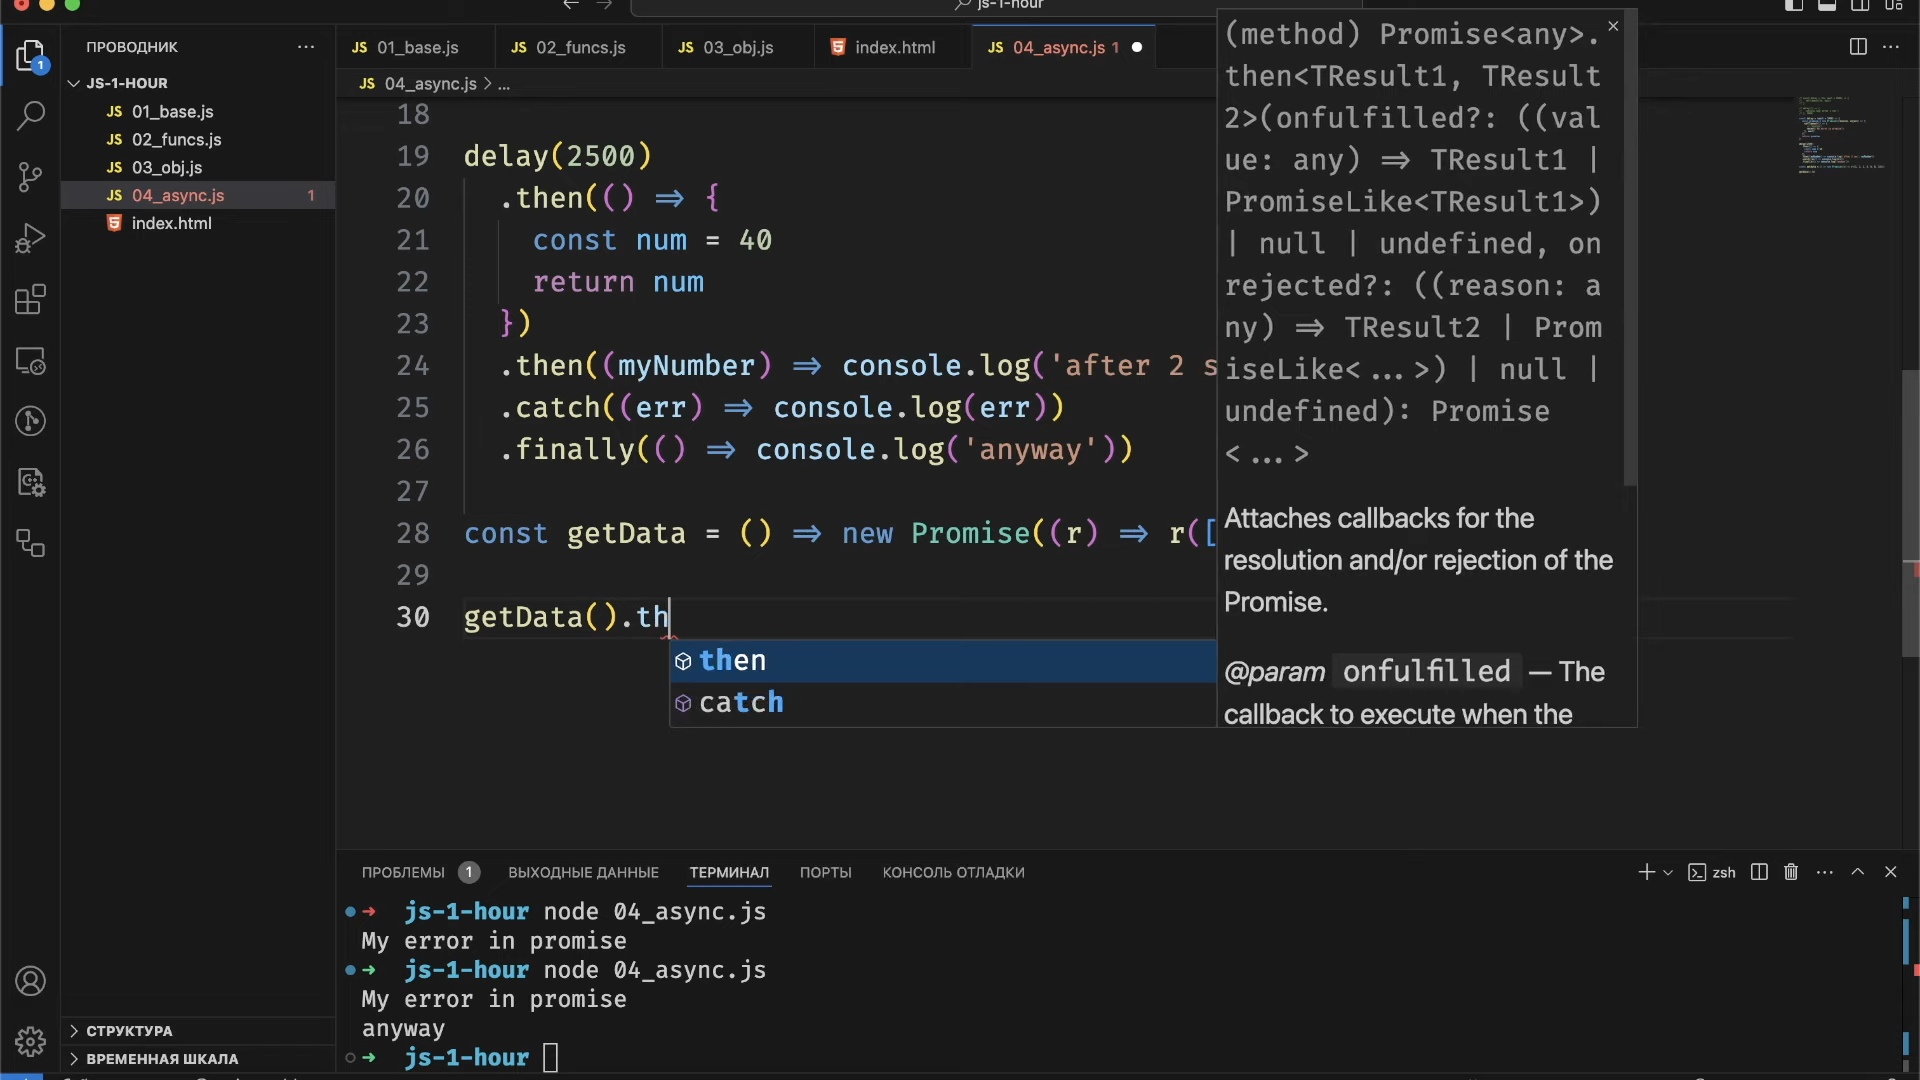 js-1-hour
ПРОВОДНИК
JS 01_base.js
JS 02_funcs.js
JS 03_obj.js
index.html
JS 04_async.js 1
JS 04_async.js > ...
1
JS-1-HOUR
JS 01_base.js
JS 02_funcs.js
JS 03_obj.js
JS 04_async.js 1
index.html
18
19 delay(2500)
20 .then(() => {
21 const num = 40
22 return num
23 })
24 .then((myNumber) => console.log('after 2 s
25 .catch((err) => console.log(err))
26 .finally(() => console.log('anyway'))
27
28 const getData = () => new Promise((r) => r([
29
30 getData().th
then
catch
(method) Promise<any>.
then<TResult1, TResult
2>(onfulfilled?: ((val
ue: any) => TResult1 |
PromiseLike<TResult1>)
| null | undefined, on
rejected?: ((reason: a
ny) => TResult2 | Prom
iseLike<...>) | null |
undefined): Promise
<...>
Attaches callbacks for the
resolution and/or rejection of the
Promise.
@param onfulfilled — The
callback to execute when the
ПРОБЛЕМЫ 1 ВЫХОДНЫЕ ДАННЫЕ ТЕРМИНАЛ ПОРТЫ КОНСОЛЬ ОТЛАДКИ
zsh
➜ js-1-hour node 04_async.js
My error in promise
➜ js-1-hour node 04_async.js
My error in promise
anyway
➜ js-1-hour
СТРУКТУРА
ВРЕМЕННАЯ ШКАЛА